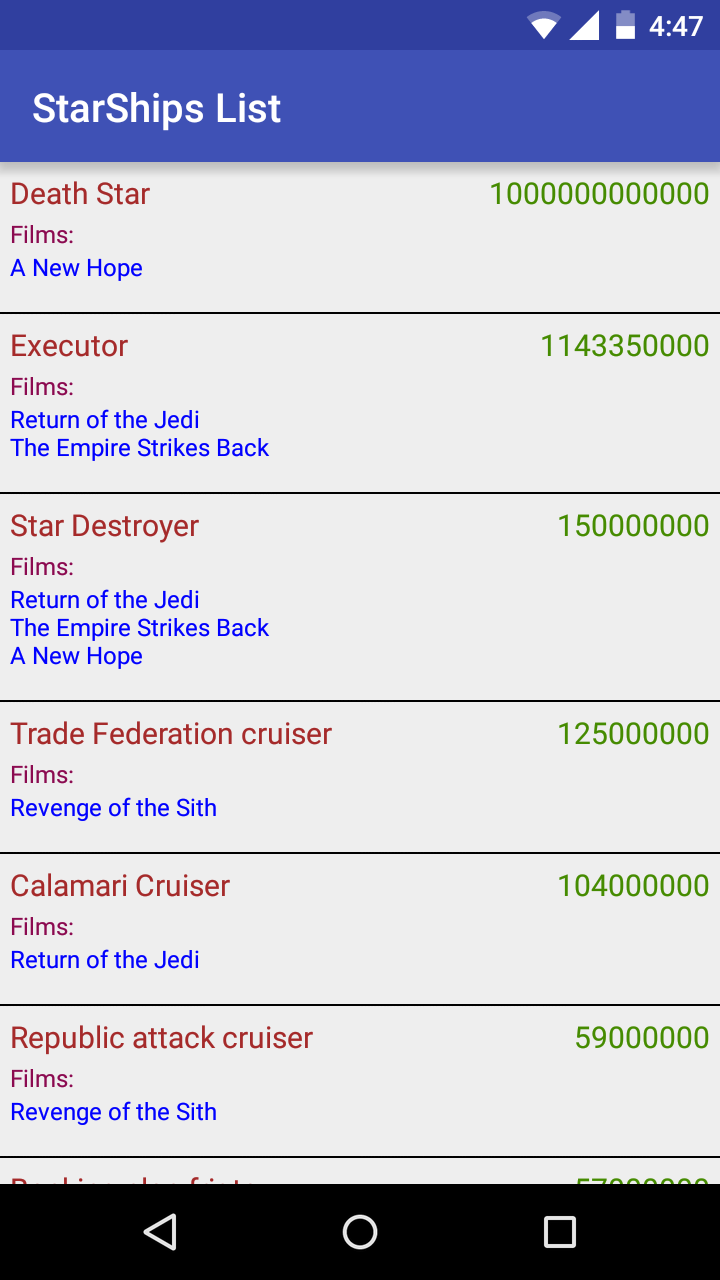 4:47
StarShips List
Death Star 1000000000000
Films:
A New Hope
Executor 1143350000
Films:
Return of the Jedi
The Empire Strikes Back
Star Destroyer 150000000
Films:
Return of the Jedi
The Empire Strikes Back
A New Hope
Trade Federation cruiser 125000000
Films:
Revenge of the Sith
Calamari Cruiser 104000000
Films:
Return of the Jedi
Republic attack cruiser 59000000
Films:
Revenge of the Sith